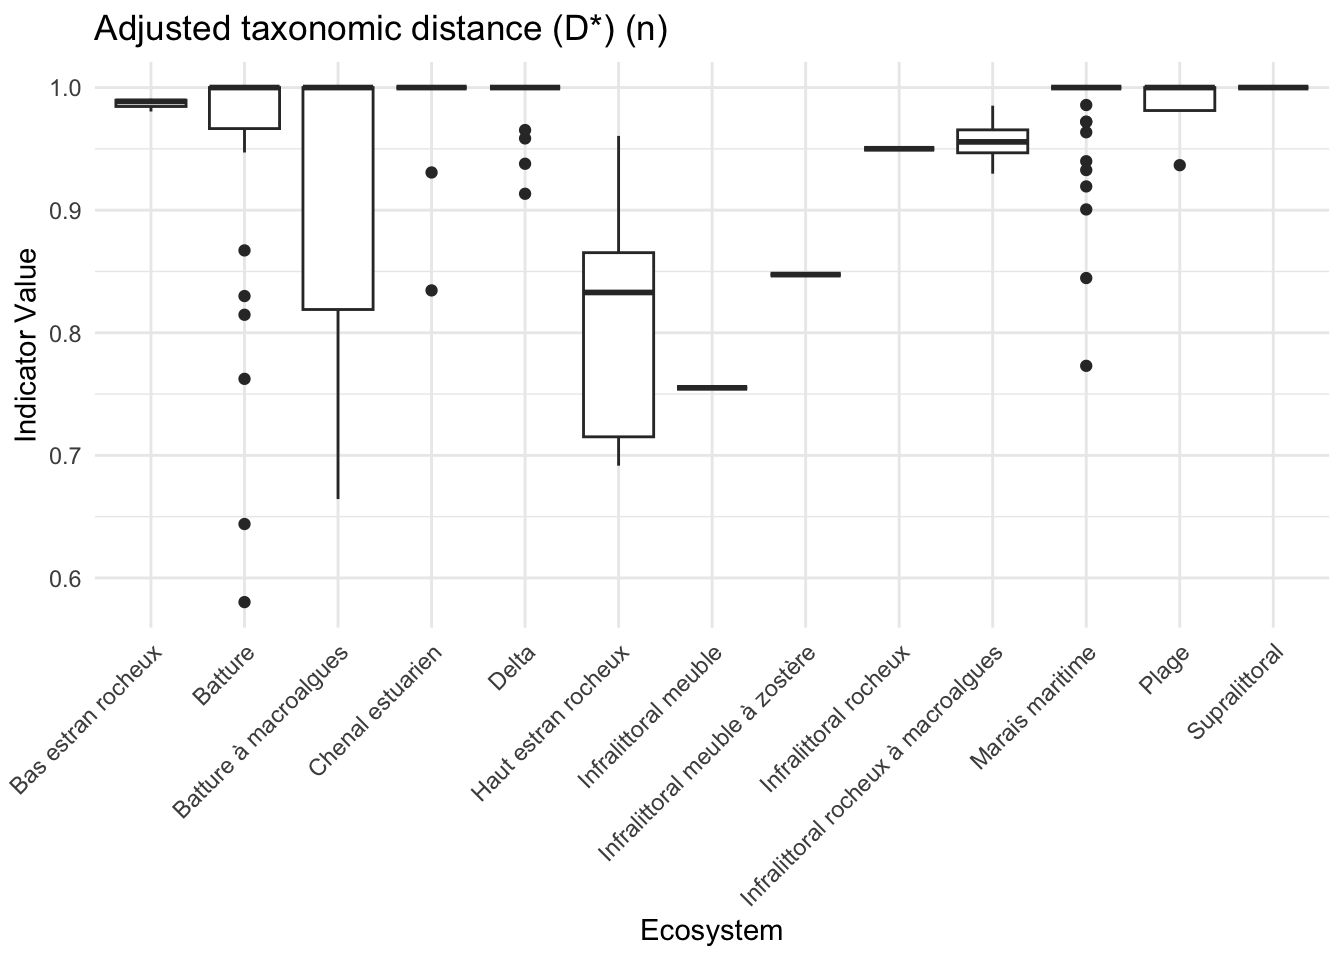 Adjusted taxonomic distance (D*) (n)
Indicator Value
1.0
0.9
0.8
0.7
0.6
Bas estran rocheux
Batture
Batture à macroalgues
Chenal estuarien
Delta
Haut estran rocheux
Infralittoral meuble
Infralittoral meuble à zostère
Infralittoral rocheux
Infralittoral rocheux à macroalgues
Marais maritime
Plage
Supralittoral
Ecosystem